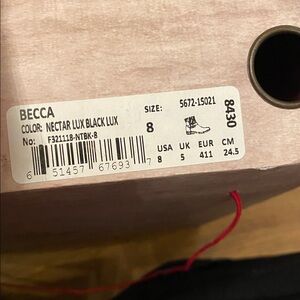 BECCA
COLOR: NECTAR LUX BLACK LUX
No: F321118-NTBK-8
SIZE:
8
5672-15021
8430
6 51457 67693 7
USA UK EUR CM
8 5 411 24.5